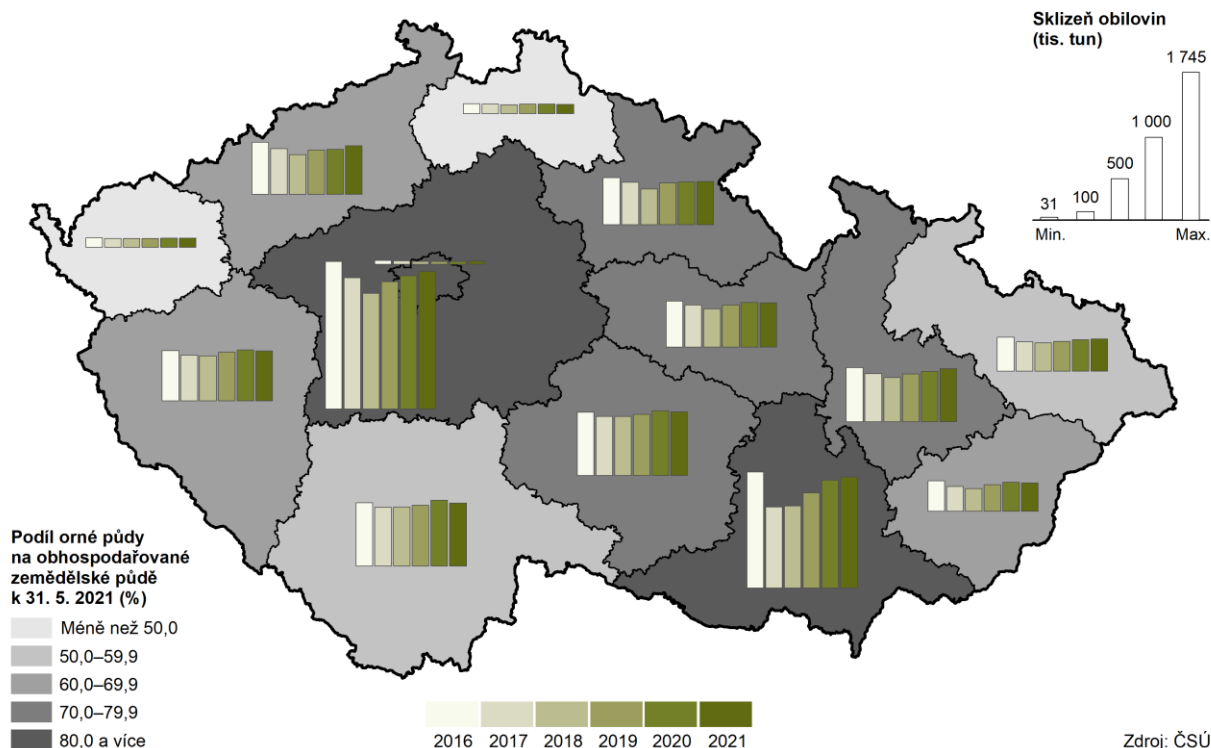 Sklizeň obilovin
(tis. tun)
1 745
1 000
500
100
31
Min.
Max.
Podíl orné půdy
na obhospodařované
zemědělské půdě
k 31. 5. 2021 (%)
Méně než 50,0
50,0–59,9
60,0–69,9
70,0–79,9
80,0 a více
2016 2017 2018 2019 2020 2021
Zdroj: ČSÚ